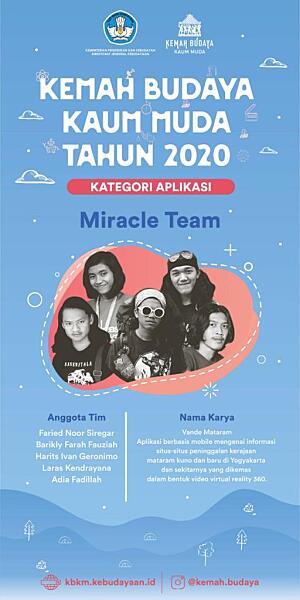 KEMENTERIAN PENDIDIKAN DAN KEBUDAYAAN
DIREKTORAT JENDERAL KEBUDAYAAN
KEMAH BUDAYA
KAUM MUDA
KEMAH BUDAYA
KAUM MUDA
TAHUN 2020
KATEGORI APLIKASI
Miracle Team
Anggota Tim
Faried Noor Siregar
Barikly Farah Fauziah
Harits Ivan Geronimo
Laras Kendrayana
Adia Fadillah
Nama Karya
Vande Mataram
Aplikasi berbasis mobile mengenai informasi
situs-situs peninggalan kerajaan
mataram kuno dan baru di Yogyakarta
dan sekitarnya yang dikemas
dalam bentuk video virtual reality 360.
kbkm.kebudayaan.id
@kemah.budaya